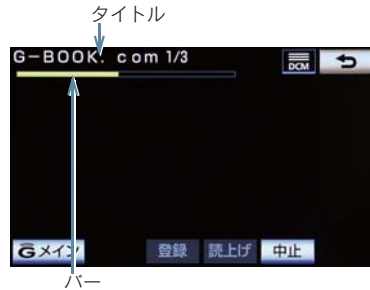 タイトル
G-BOOK. com 1/3
DCM
Gメイン
登録 読上げ 中止
バー